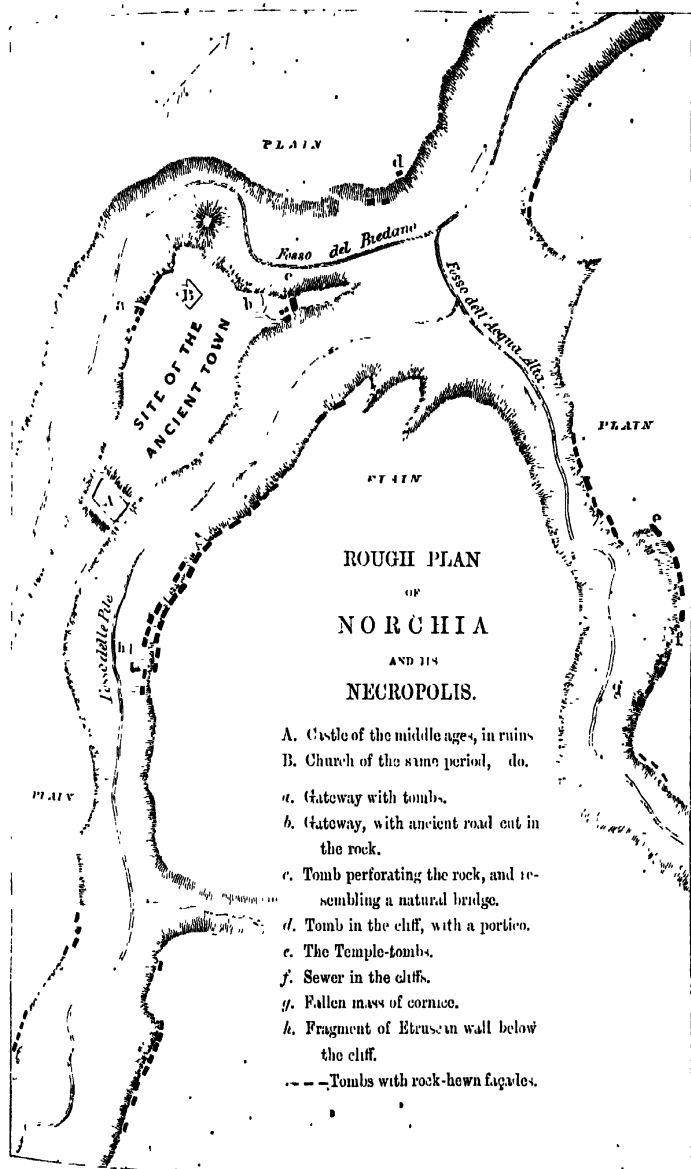 PLAIN
d
Fosso del Biedano
c
B
a
b
SITE OF THE
ANCIENT TOWN
Fosso dell'Acqua Alta
PLAIN
PLAIN
A
e
f
g
Fosso delle Pile
h
PLAIN
ROUGH PLAN
OF
NORCHIA
AND ITS
NECROPOLIS.
A. Castle of the middle ages, in ruins
B. Church of the same period, do.
a. Gateway with tombs.
b. Gateway, with ancient road cut in
the rock.
c. Tomb perforating the rock, and re-
sembling a natural bridge.
d. Tomb in the cliff, with a portico.
e. The Temple-tombs.
f. Sewer in the cliffs.
g. Fallen mass of cornice.
h. Fragment of Etruscan wall below
the cliff.
Tombs with rock-hewn façades.